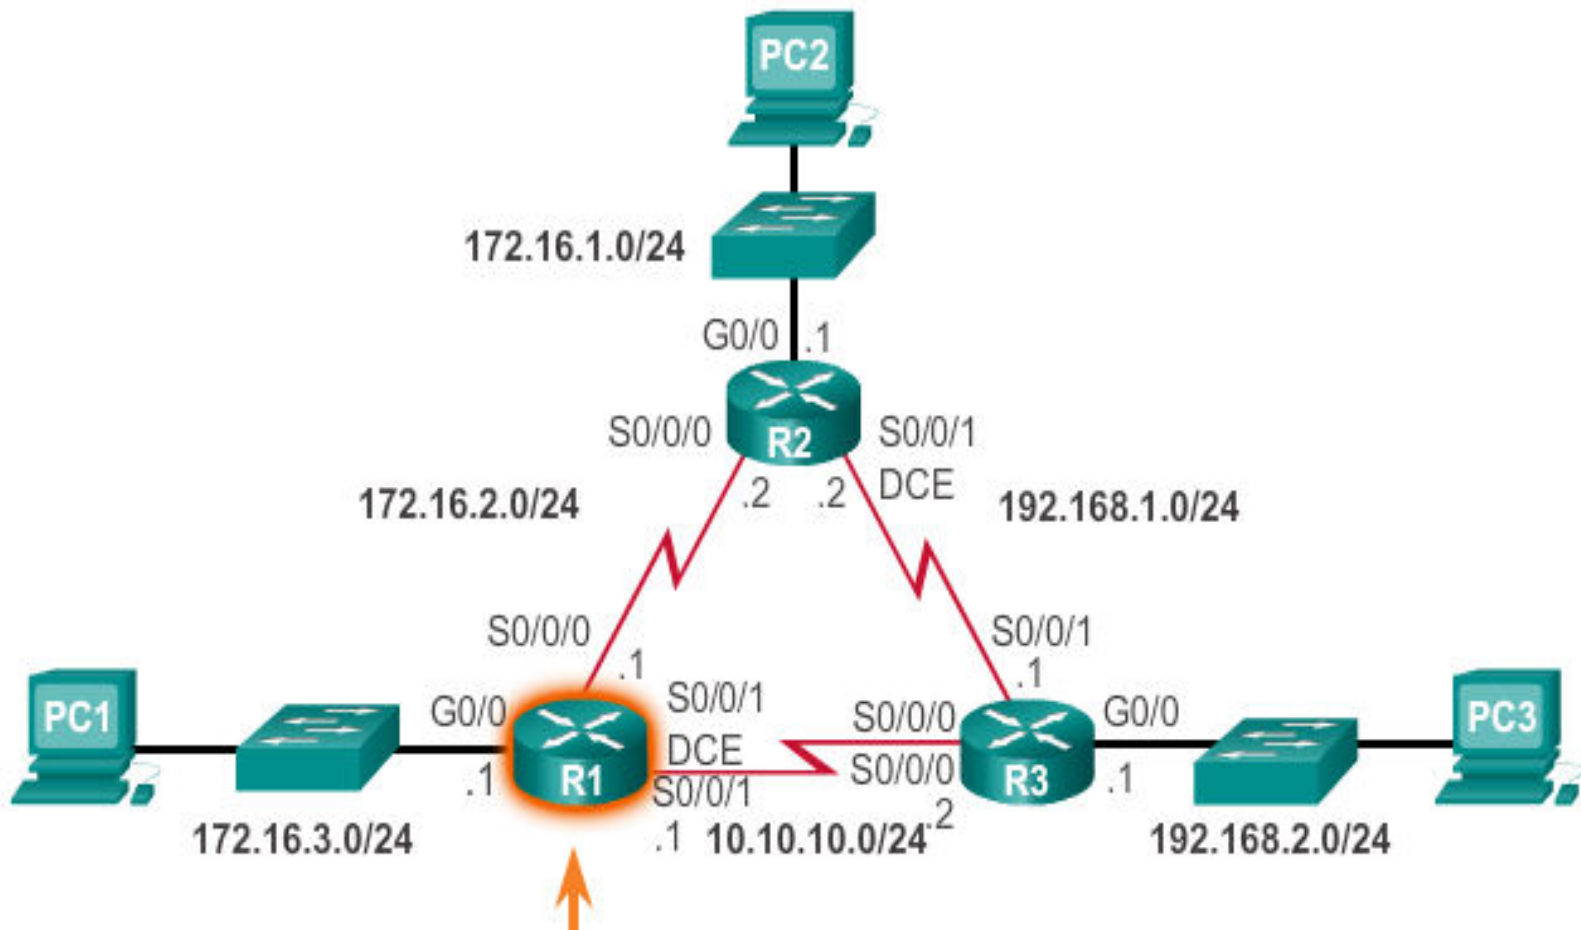 PC2
172.16.1.0/24
G0/0 .1
S0/0/0 R2 S0/0/1
DCE
.2 .2
172.16.2.0/24 192.168.1.0/24
S0/0/0 S0/0/1
.1 .1
PC1 G0/0 S0/0/1 S0/0/0 G0/0 PC3
DCE
R1 S0/0/0 R3
.1 S0/0/1 .1
172.16.3.0/24 .1 10.10.10.0/24 .2 192.168.2.0/24